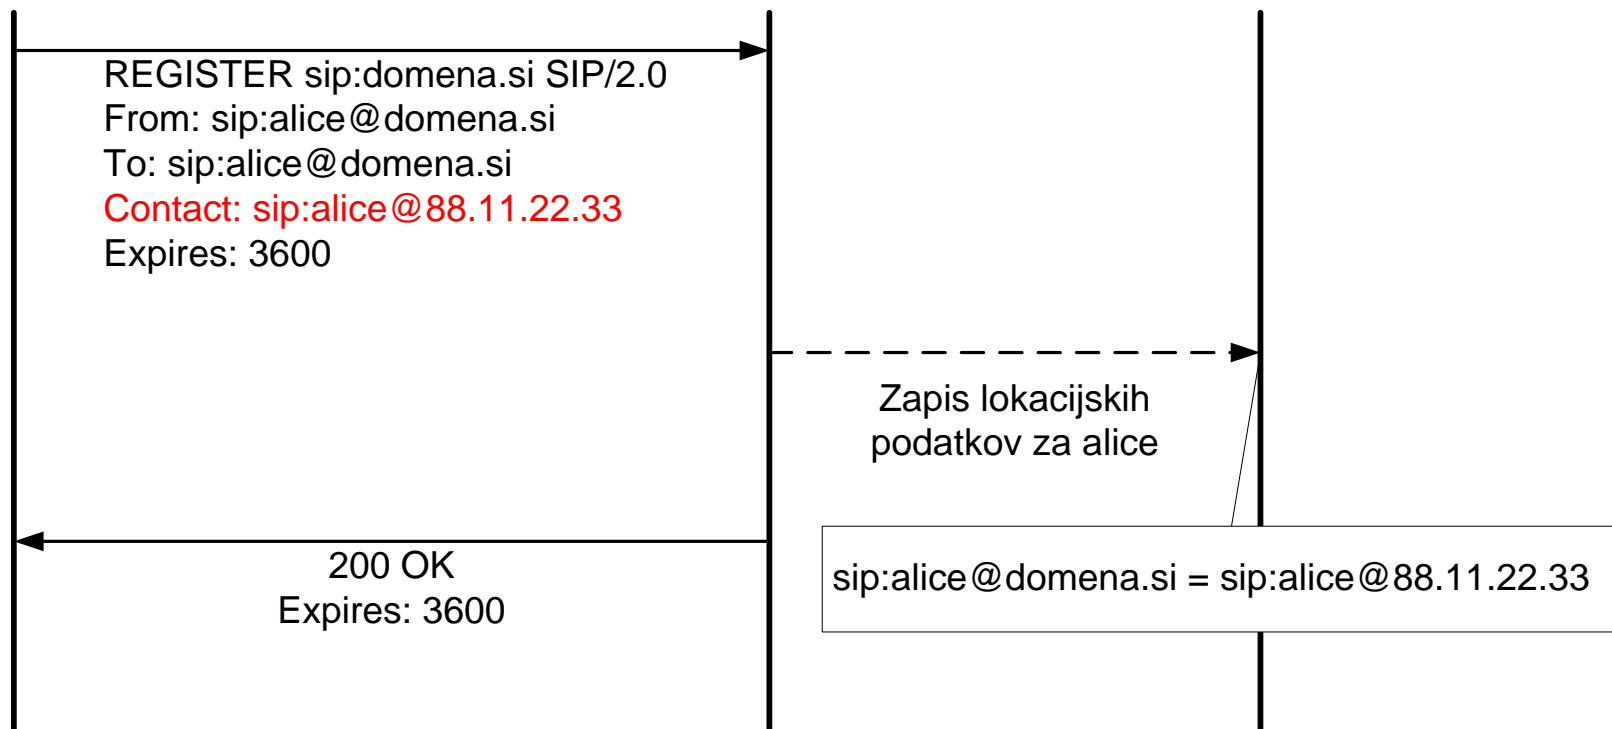 REGISTER sip:domena.si SIP/2.0
From: sip:alice@domena.si
To: sip:alice@domena.si
Contact: sip:alice@88.11.22.33
Expires: 3600
Zapis lokacijskih
podatkov za alice
200 OK
Expires: 3600
sip:alice@domena.si = sip:alice@88.11.22.33